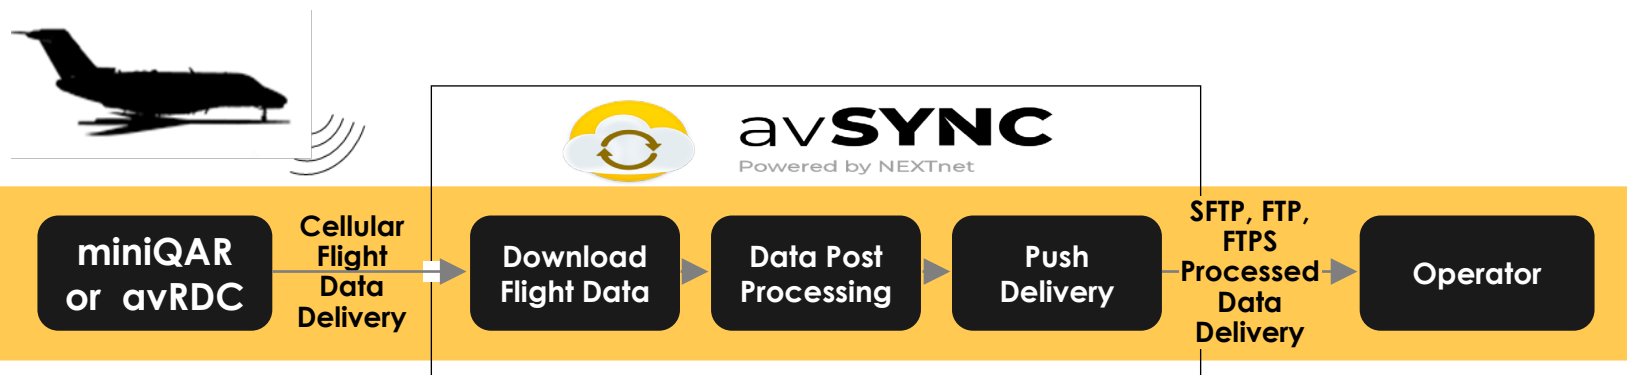 avSYNC
Powered by NEXTnet
miniQAR
or avRDC
Cellular
Flight
Data
Delivery
Download
Flight Data
Data Post
Processing
Push
Delivery
SFTP, FTP,
FTPS
Processed
Data
Delivery
Operator